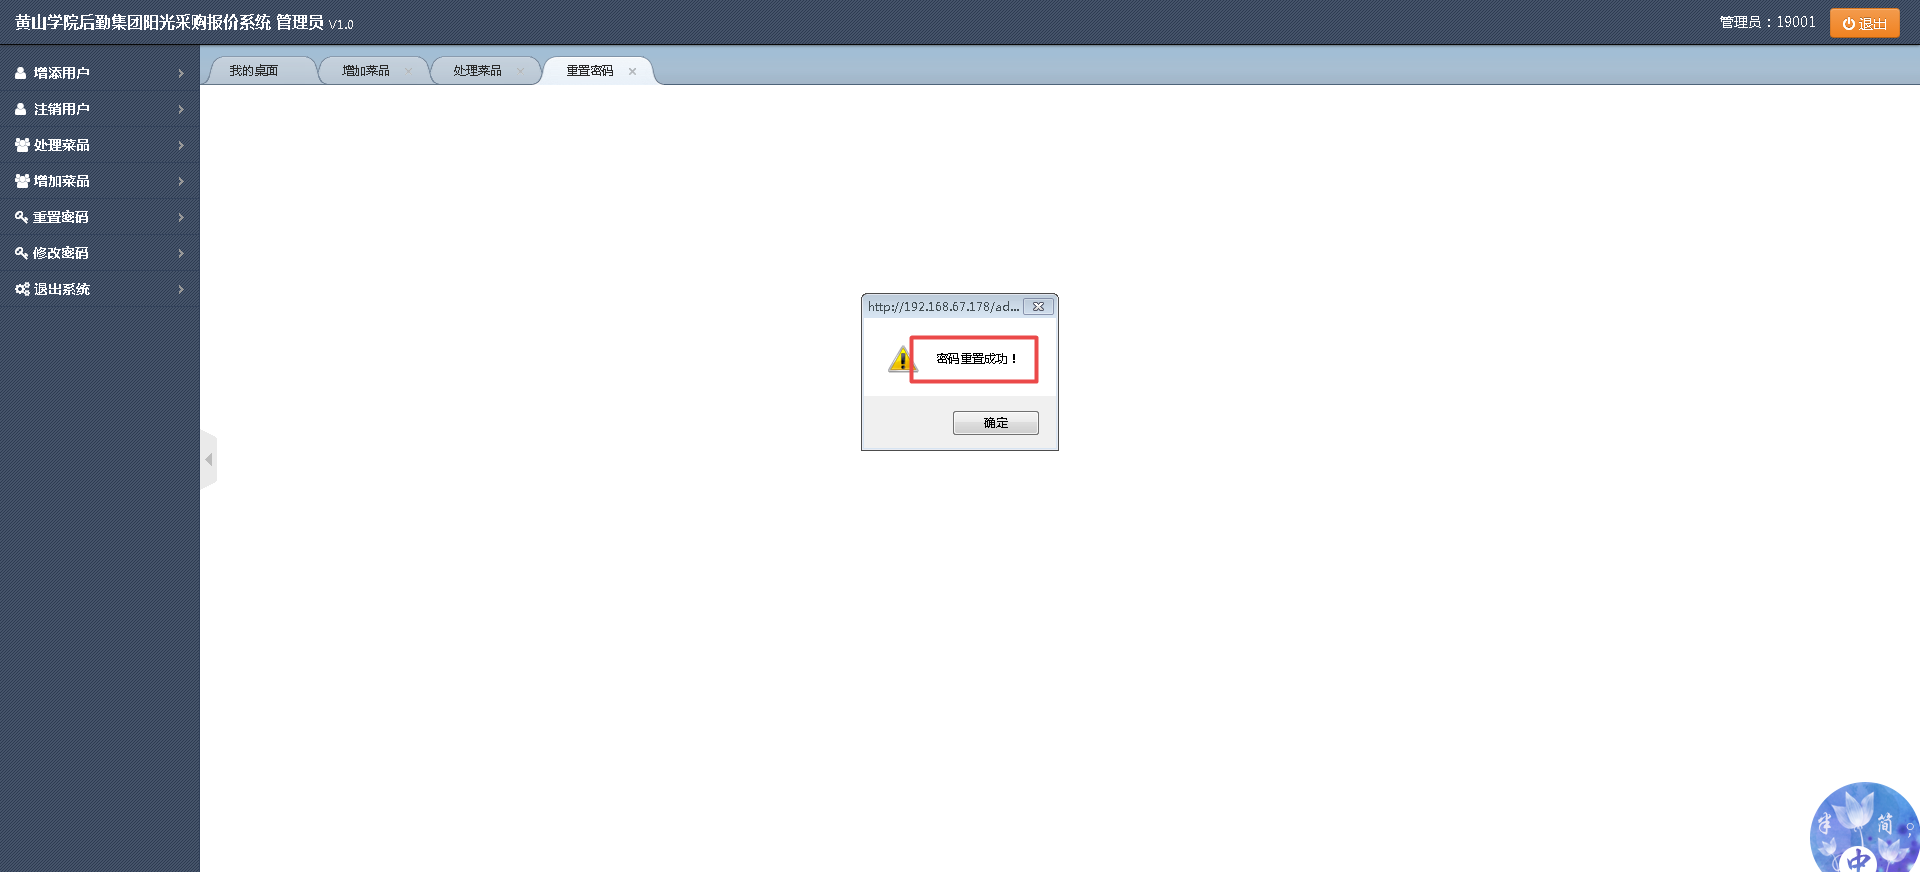 黄山学院后勤集团阳光采购报价系统 管理员 V1.0
管理员：19001
退出
增添用户
注销用户
处理菜品
增加菜品
重置密码
修改密码
退出系统
我的桌面
增加菜品
处理菜品
重置密码
http://192.168.67.178/ad...
密码重置成功！
确定
半
简
中